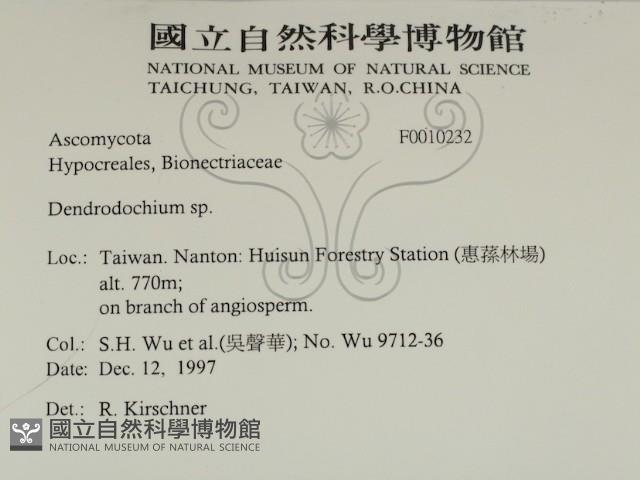 國立自然科學博物館
NATIONAL MUSEUM OF NATURAL SCIENCE
TAICHUNG, TAIWAN, R.O.CHINA
Ascomycota F0010232
Hypocreales, Bionectriaceae
Dendrodochium sp.
Loc.: Taiwan. Nanton: Huisun Forestry Station (惠蓀林場)
alt. 770m;
on branch of angiosperm.
Col.: S.H. Wu et al.(吳聲華); No. Wu 9712-36
Date: Dec. 12, 1997
Det.: R. Kirschner
國立自然科學博物館
NATIONAL MUSEUM OF NATURAL SCIENCE